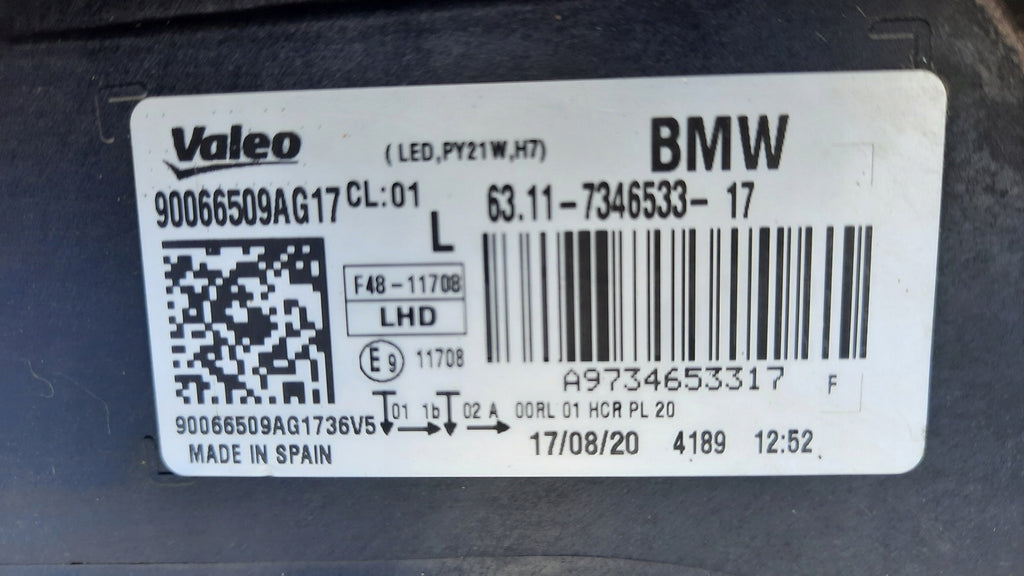 Valeo
(LED,PY21W,H7)
BMW
90066509AG17 CL:01
63.11-7346533- 17
L
F48-11708
LHD
E9 11708
A9734653317 F
01 1b 02 A 00RL 01 HCR PL 20
90066509AG1736V5
MADE IN SPAIN
17/08/20 4189 12:52